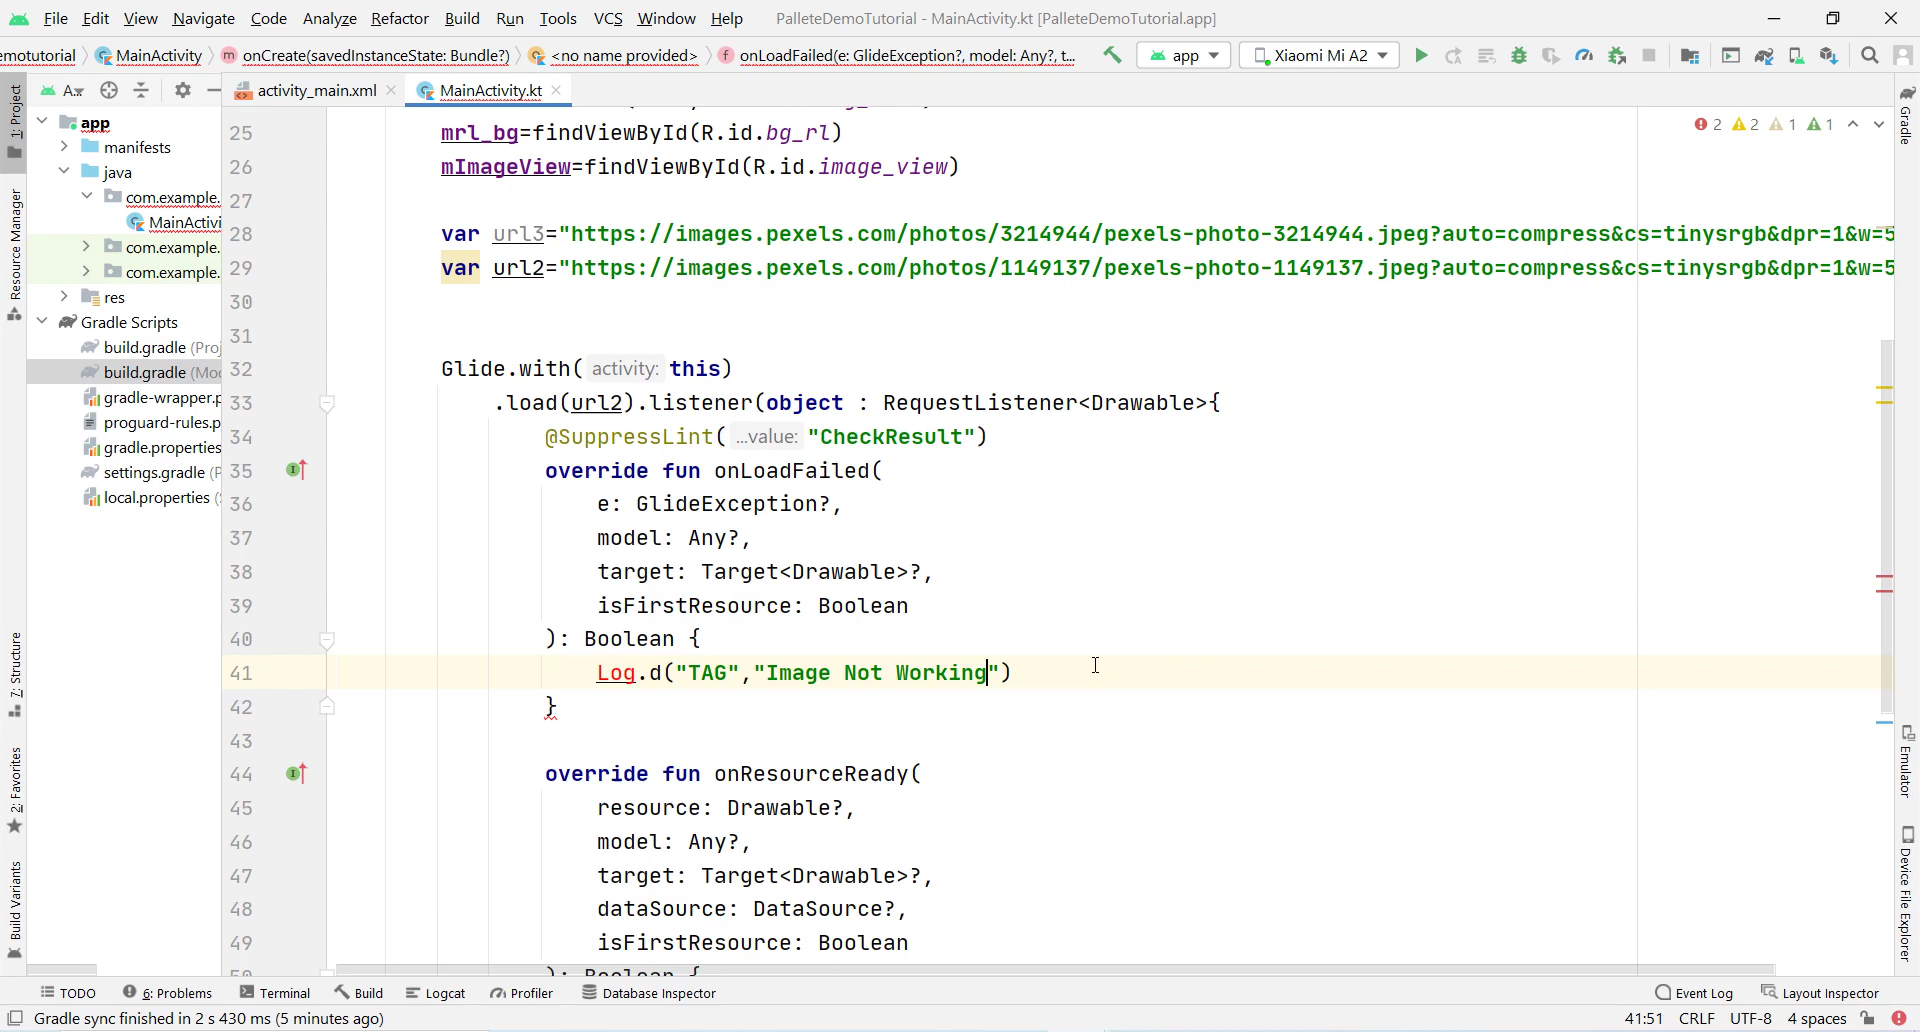 File Edit View Navigate Code Analyze Refactor Build Run Tools VCS Window Help PalleteDemoTutorial - MainActivity.kt [PalleteDemoTutorial.app]
emotutorial MainActivity onCreate(savedInstanceState: Bundle?) <no name provided> onLoadFailed(e: GlideException?, model: Any?, t... app Xiaomi Mi A2
A.. activity_main.xml MainActivity.kt
1: Project
Resource Manager
7: Structure
2: Favorites
Build Variants
app
manifests
java
com.example.
MainActivi
com.example.
com.example.
res
Gradle Scripts
build.gradle (Proj
build.gradle (Mod
gradle-wrapper.p
proguard-rules.p
gradle.properties
settings.gradle (P
local.properties (
2 2 1 1
25 mrl_bg=findViewById(R.id.bg_rl)
26 mImageView=findViewById(R.id.image_view)
27
28 var url3="https://images.pexels.com/photos/3214944/pexels-photo-3214944.jpeg?auto=compress&cs=tinysrgb&dpr=1&w=5
29 var url2="https://images.pexels.com/photos/1149137/pexels-photo-1149137.jpeg?auto=compress&cs=tinysrgb&dpr=1&w=5
30
31
32 Glide.with( activity: this)
33 .load(url2).listener(object : RequestListener<Drawable>{
34 @SuppressLint( ...value: "CheckResult")
35 override fun onLoadFailed(
36 e: GlideException?,
37 model: Any?,
38 target: Target<Drawable>?,
39 isFirstResource: Boolean
40 ): Boolean {
41 Log.d("TAG","Image Not Working")
42 }
43
44 override fun onResourceReady(
45 resource: Drawable?,
46 model: Any?,
47 target: Target<Drawable>?,
48 dataSource: DataSource?,
49 isFirstResource: Boolean
50 ): Boolean {
Gradle
Emulator
Device File Explorer
TODO 6: Problems Terminal Build Logcat Profiler Database Inspector Event Log Layout Inspector
Gradle sync finished in 2 s 430 ms (5 minutes ago) 41:51 CRLF UTF-8 4 spaces